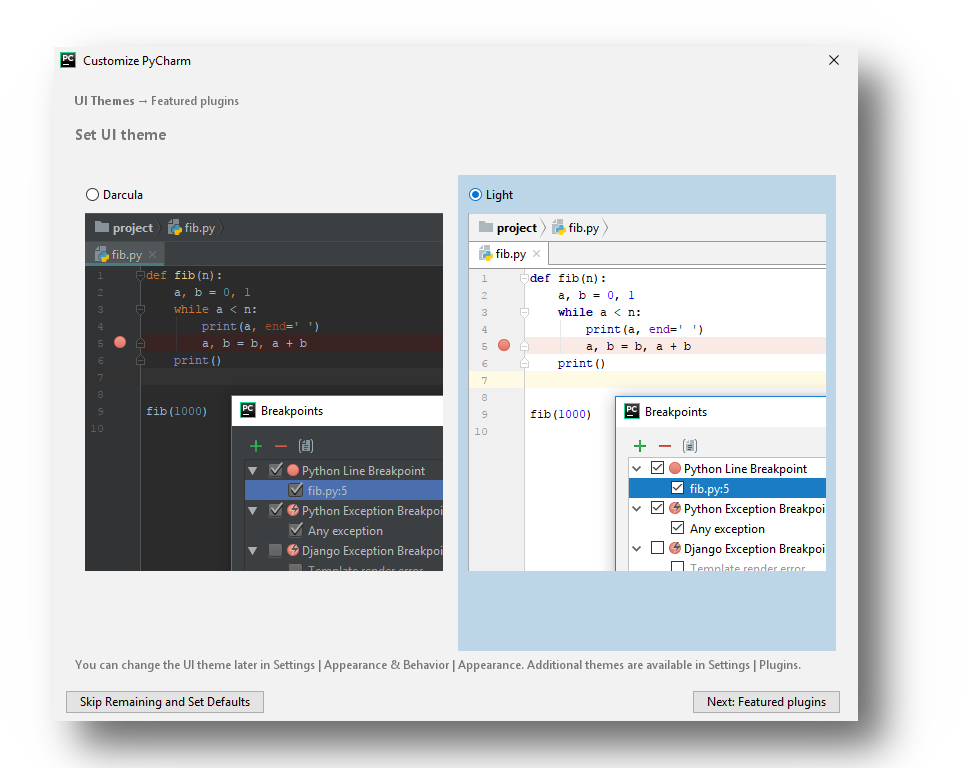 PC Customize PyCharm
UI Themes → Featured plugins
Set UI theme
Darcula
project fib.py
fib.py
1 def fib(n):
2 a, b = 0, 1
3 while a < n:
4 print(a, end=' ')
5 a, b = b, a + b
6 print()
7
8
9 fib(1000)
10
PC Breakpoints
Python Line Breakpoint
fib.py:5
Python Exception Breakpoi
Any exception
Django Exception Breakpoi
Template render error
Light
project fib.py
fib.py
1 def fib(n):
2 a, b = 0, 1
3 while a < n:
4 print(a, end=' ')
5 a, b = b, a + b
6 print()
7
8
9 fib(1000)
10
PC Breakpoints
Python Line Breakpoint
fib.py:5
Python Exception Breakpoi
Any exception
Django Exception Breakpoi
Template render error
You can change the UI theme later in Settings | Appearance & Behavior | Appearance. Additional themes are available in Settings | Plugins.
Skip Remaining and Set Defaults
Next: Featured plugins